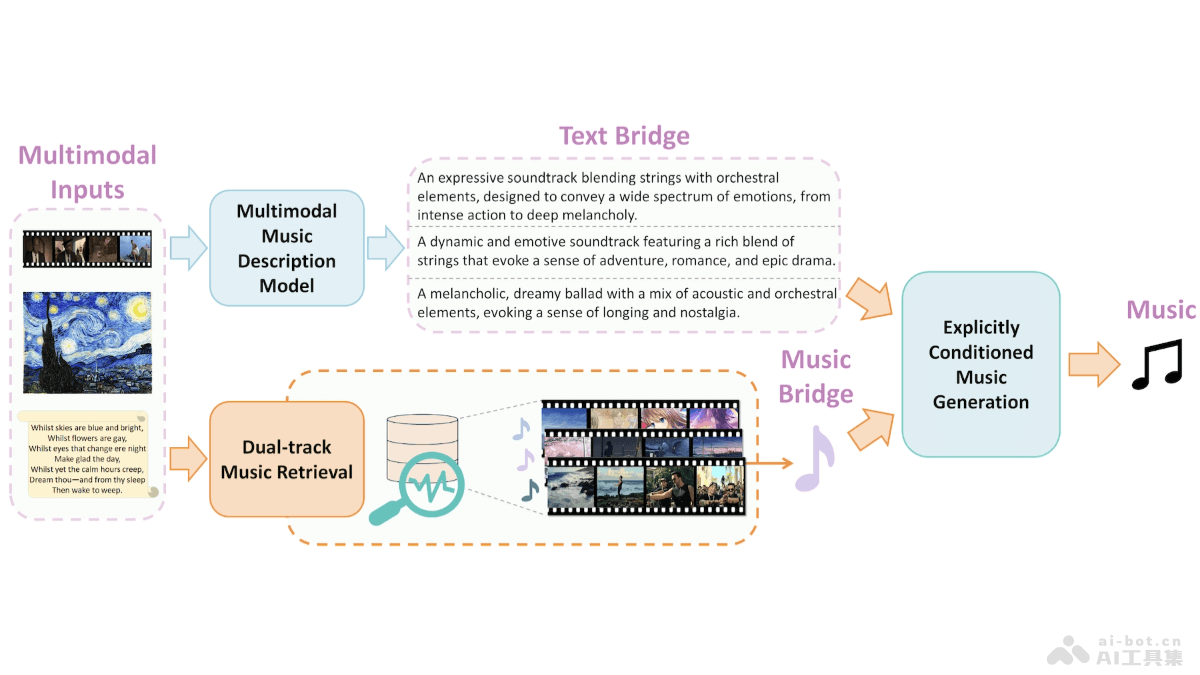 Multimodal
Inputs
Whilst skies are blue and bright,
Whilst flowers are gay,
Whilst eyes that change ere night
Make glad the day,
Whilst yet the calm hours creep,
Dream thou—and from thy sleep
Then wake to weep.
Multimodal
Music
Description
Model
Text Bridge
An expressive soundtrack blending strings with orchestral
elements, designed to convey a wide spectrum of emotions, from
intense action to deep melancholy.
A dynamic and emotive soundtrack featuring a rich blend of
strings that evoke a sense of adventure, romance, and epic drama.
A melancholic, dreamy ballad with a mix of acoustic and orchestral
elements, evoking a sense of longing and nostalgia.
Dual-track
Music Retrieval
Music
Bridge
Explicitly
Conditioned
Music
Generation
Music
ai-bot.cn
AI工具集